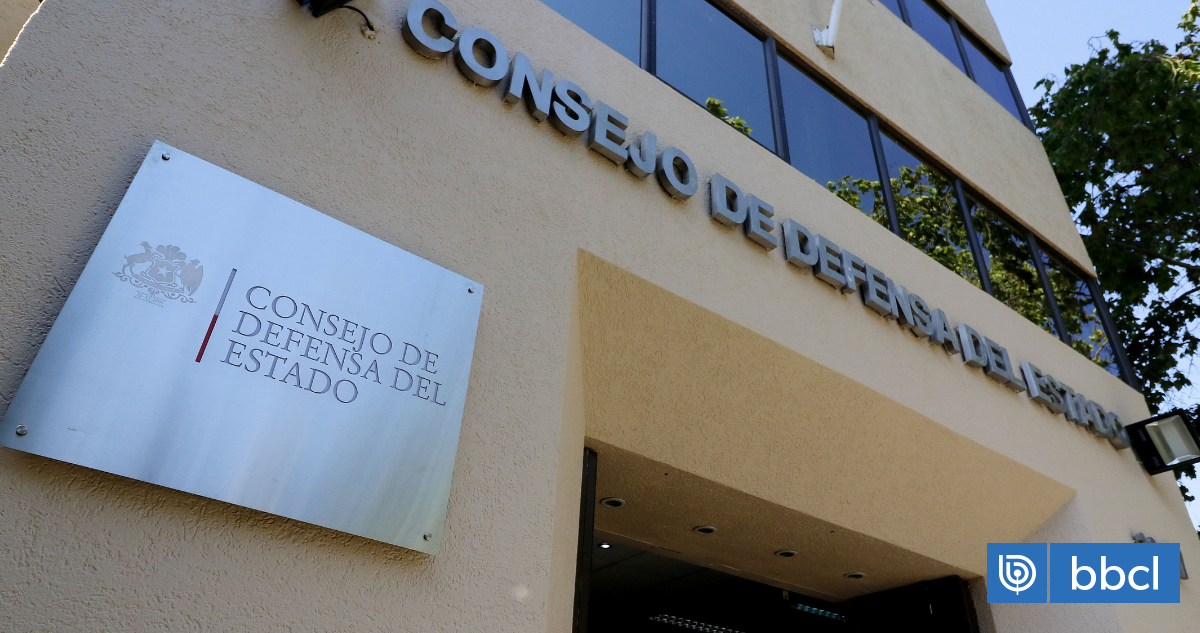 CONSEJO DE DEFENSA DEL ESTADO
CONSEJO DE
DEFENSA DEL
ESTADO
bbcl